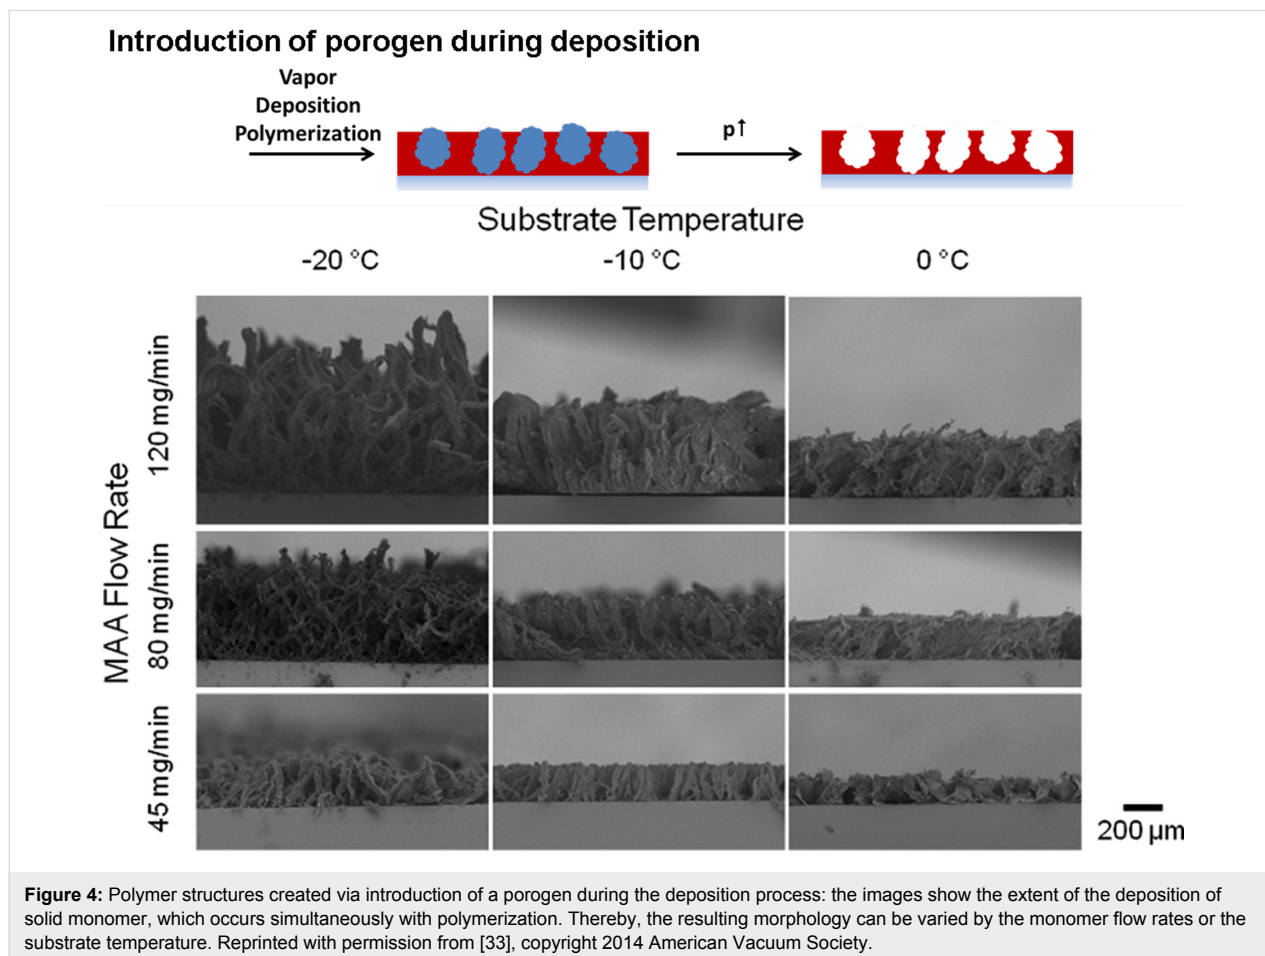 Introduction of porogen during deposition
Vapor
Deposition
Polymerization
p↑
Substrate Temperature
-20 °C
-10 °C
0 °C
MAA Flow Rate
120 mg/min
80 mg/min
45 mg/min
200 µm
Figure 4: Polymer structures created via introduction of a porogen during the deposition process: the images show the extent of the deposition of
solid monomer, which occurs simultaneously with polymerization. Thereby, the resulting morphology can be varied by the monomer flow rates or the
substrate temperature. Reprinted with permission from [33], copyright 2014 American Vacuum Society.